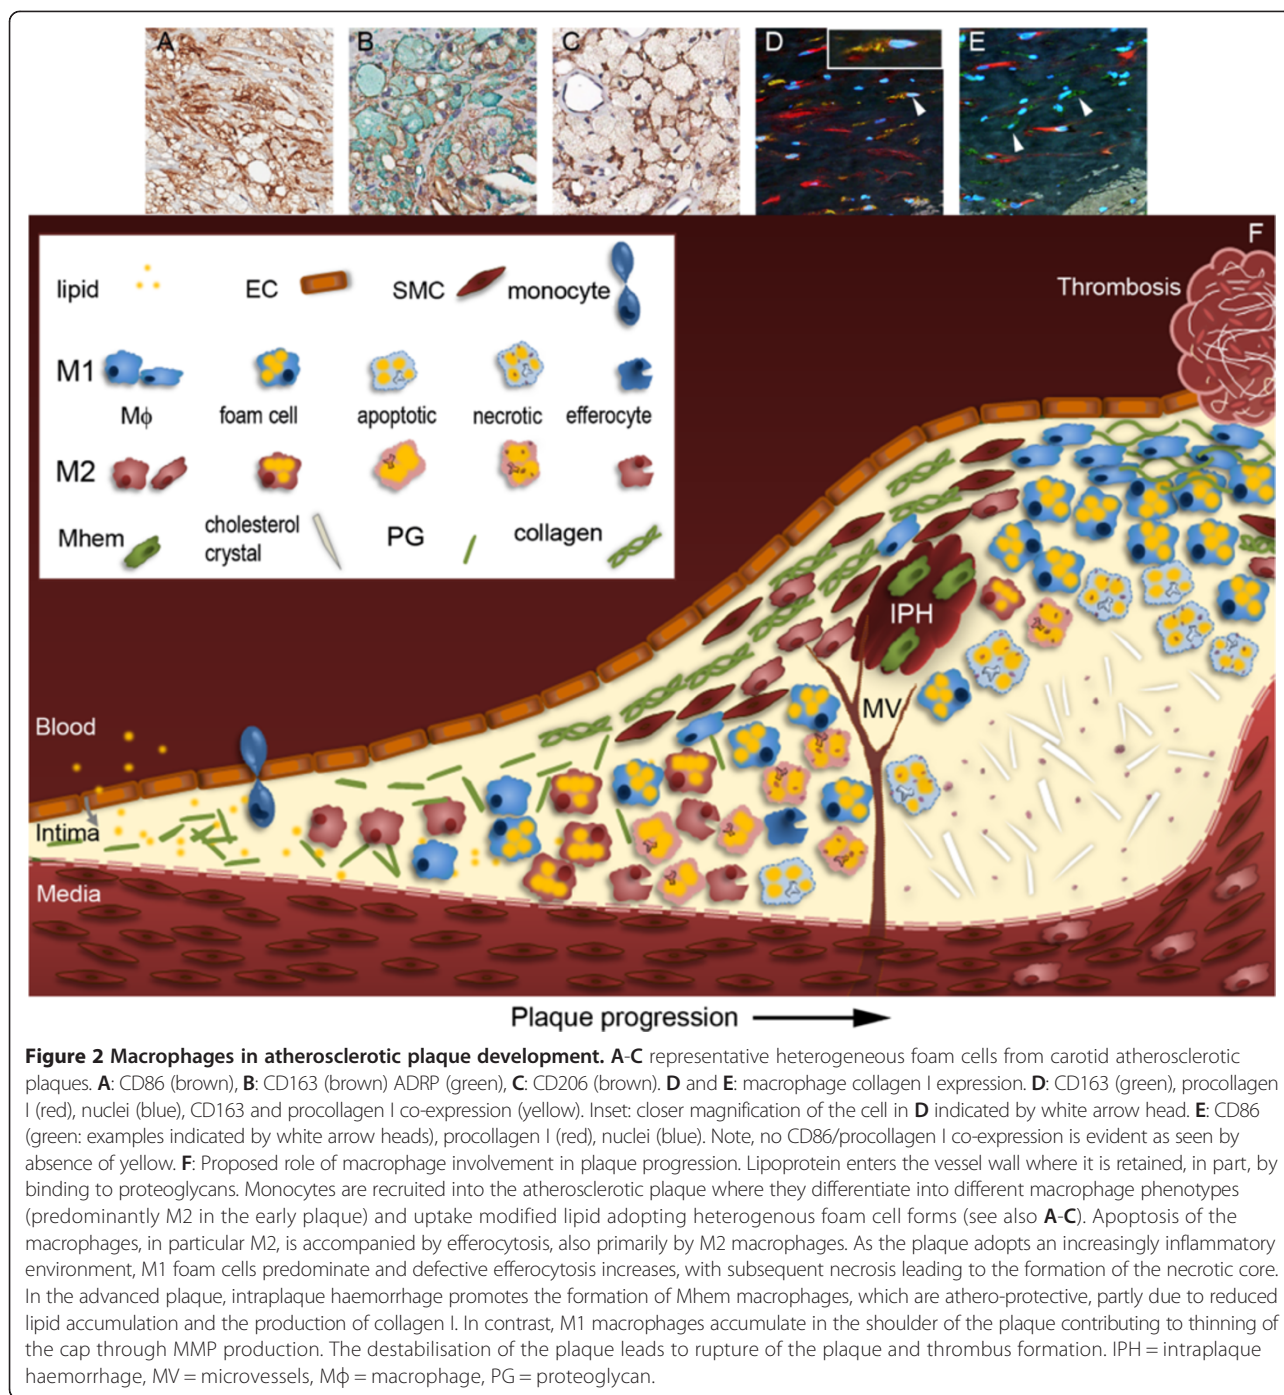 A
B
C
D
E
F
Thrombosis
lipid
EC
SMC
monocyte
M1
Mϕ
foam cell
apoptotic
necrotic
efferocyte
M2
Mhem
cholesterol
crystal
PG
collagen
IPH
MV
Blood
Intima
Media
Plaque progression
Figure 2 Macrophages in atherosclerotic plaque development. A-C representative heterogeneous foam cells from carotid atherosclerotic
plaques. A: CD86 (brown), B: CD163 (brown) ADRP (green), C: CD206 (brown). D and E: macrophage collagen I expression. D: CD163 (green), procollagen
I (red), nuclei (blue), CD163 and procollagen I co-expression (yellow). Inset: closer magnification of the cell in D indicated by white arrow head. E: CD86
(green: examples indicated by white arrow heads), procollagen I (red), nuclei (blue). Note, no CD86/procollagen I co-expression is evident as seen by
absence of yellow. F: Proposed role of macrophage involvement in plaque progression. Lipoprotein enters the vessel wall where it is retained, in part, by
binding to proteoglycans. Monocytes are recruited into the atherosclerotic plaque where they differentiate into different macrophage phenotypes
(predominantly M2 in the early plaque) and uptake modified lipid adopting heterogenous foam cell forms (see also A-C). Apoptosis of the
macrophages, in particular M2, is accompanied by efferocytosis, also primarily by M2 macrophages. As the plaque adopts an increasingly inflammatory
environment, M1 foam cells predominate and defective efferocytosis increases, with subsequent necrosis leading to the formation of the necrotic core.
In the advanced plaque, intraplaque haemorrhage promotes the formation of Mhem macrophages, which are athero-protective, partly due to reduced
lipid accumulation and the production of collagen I. In contrast, M1 macrophages accumulate in the shoulder of the plaque contributing to thinning of
the cap through MMP production. The destabilisation of the plaque leads to rupture of the plaque and thrombus formation. IPH = intraplaque
haemorrhage, MV = microvessels, Mϕ = macrophage, PG = proteoglycan.